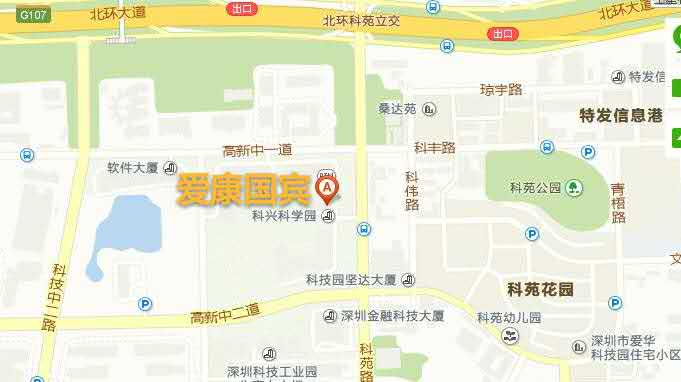 G107
北环大道
出口
北环科苑立交
出口
北环大道
特发信息
琼宇路
桑达苑
特发信息港
高新中一道
科丰路
软件大厦
爱康国宾
A
科伟路
科苑公园
青梧路
科兴科学园
科技园坚达大厦
科苑花园
文
科技中二路
P
P
P
高新中二道
深圳金融科技大厦
科苑幼儿园
科苑路
深圳市爱华
科技园住宅小区
深圳科技工业园